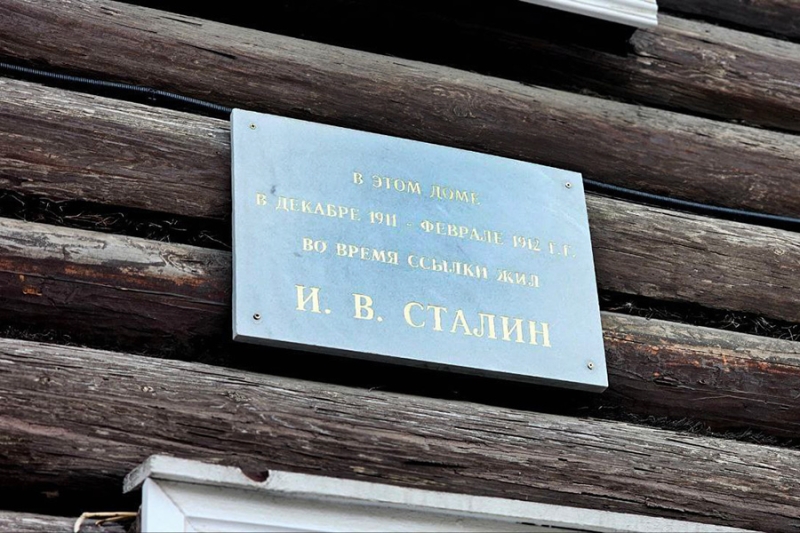 В ЭТОМ ДОМЕ
В ДЕКАБРЕ 1911 - ФЕВРАЛЕ 1912 Г.Г.
ВО ВРЕМЯ ССЫЛКИ ЖИЛ
И. В. СТАЛИН